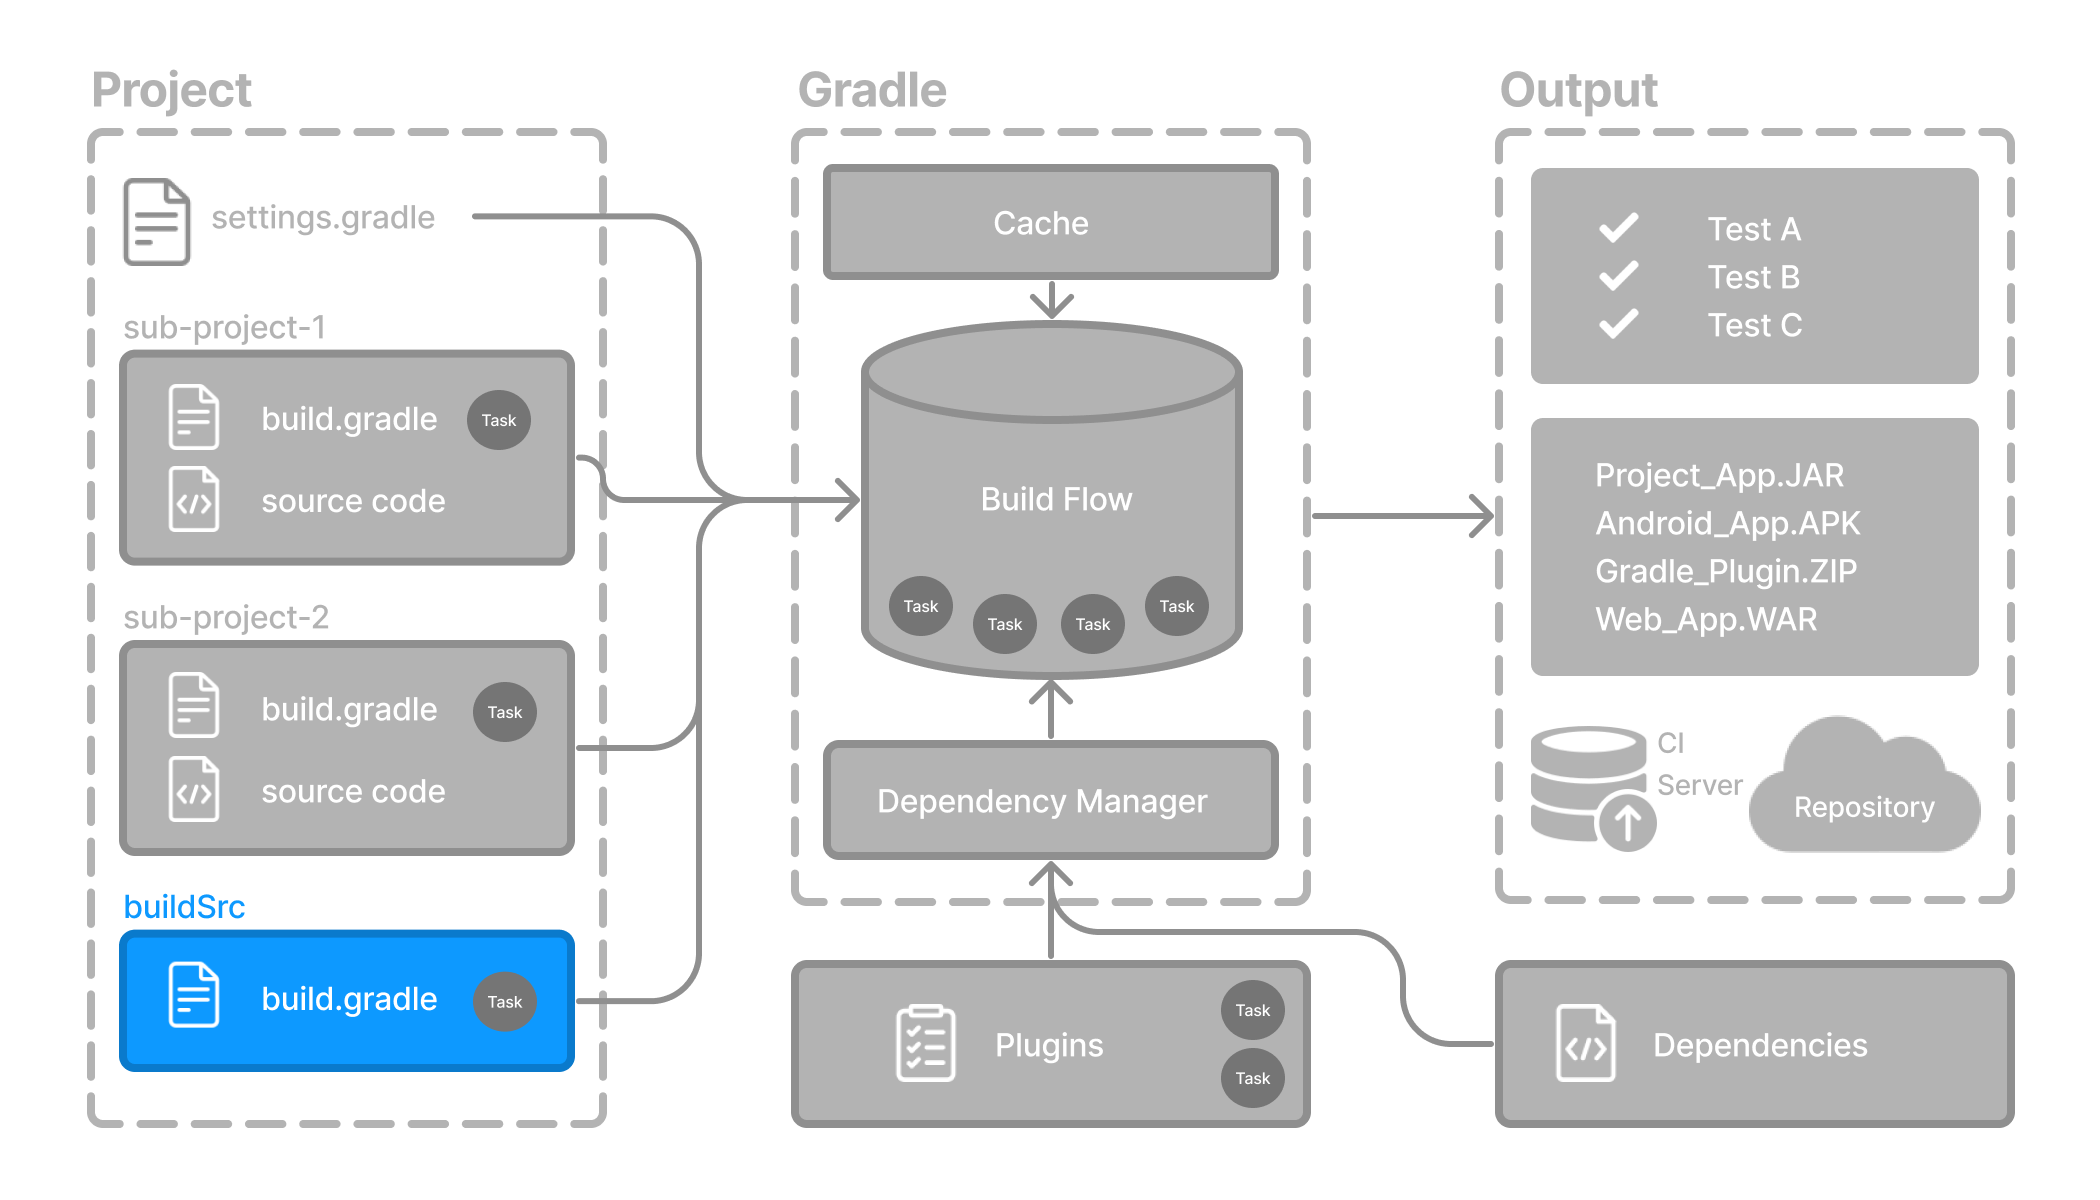 Project
settings.gradle
sub-project-1
build.gradle
Task
source code
sub-project-2
build.gradle
Task
source code
buildSrc
build.gradle
Task
Gradle
Cache
Build Flow
Task
Task
Task
Task
Dependency Manager
Plugins
Task
Task
Output
Test A
Test B
Test C
Project_App.JAR
Android_App.APK
Gradle_Plugin.ZIP
Web_App.WAR
CI
Server
Repository
Dependencies